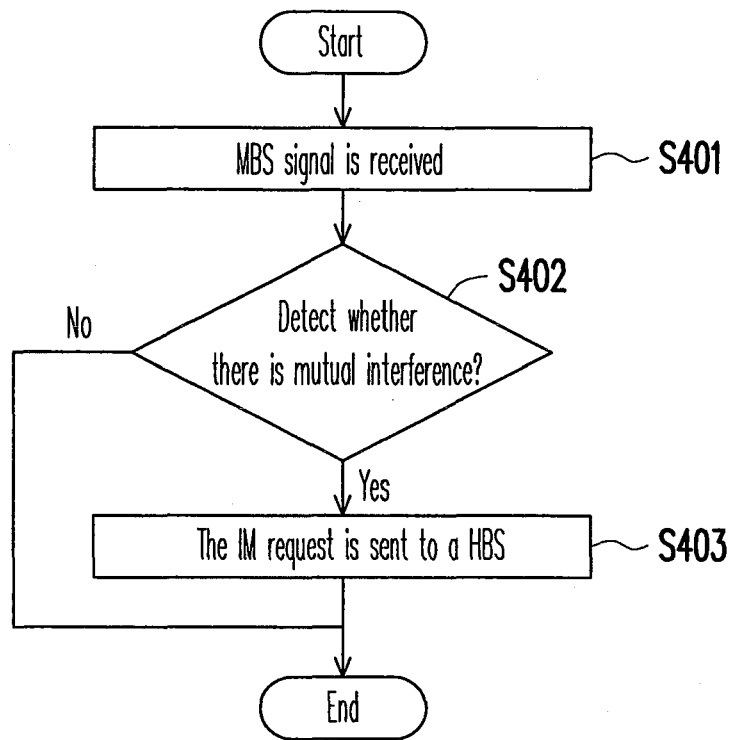 Start
MBS signal is received
S401
S402
Detect whether
there is mutual interference?
No
Yes
The IM request is sent to a HBS
S403
End